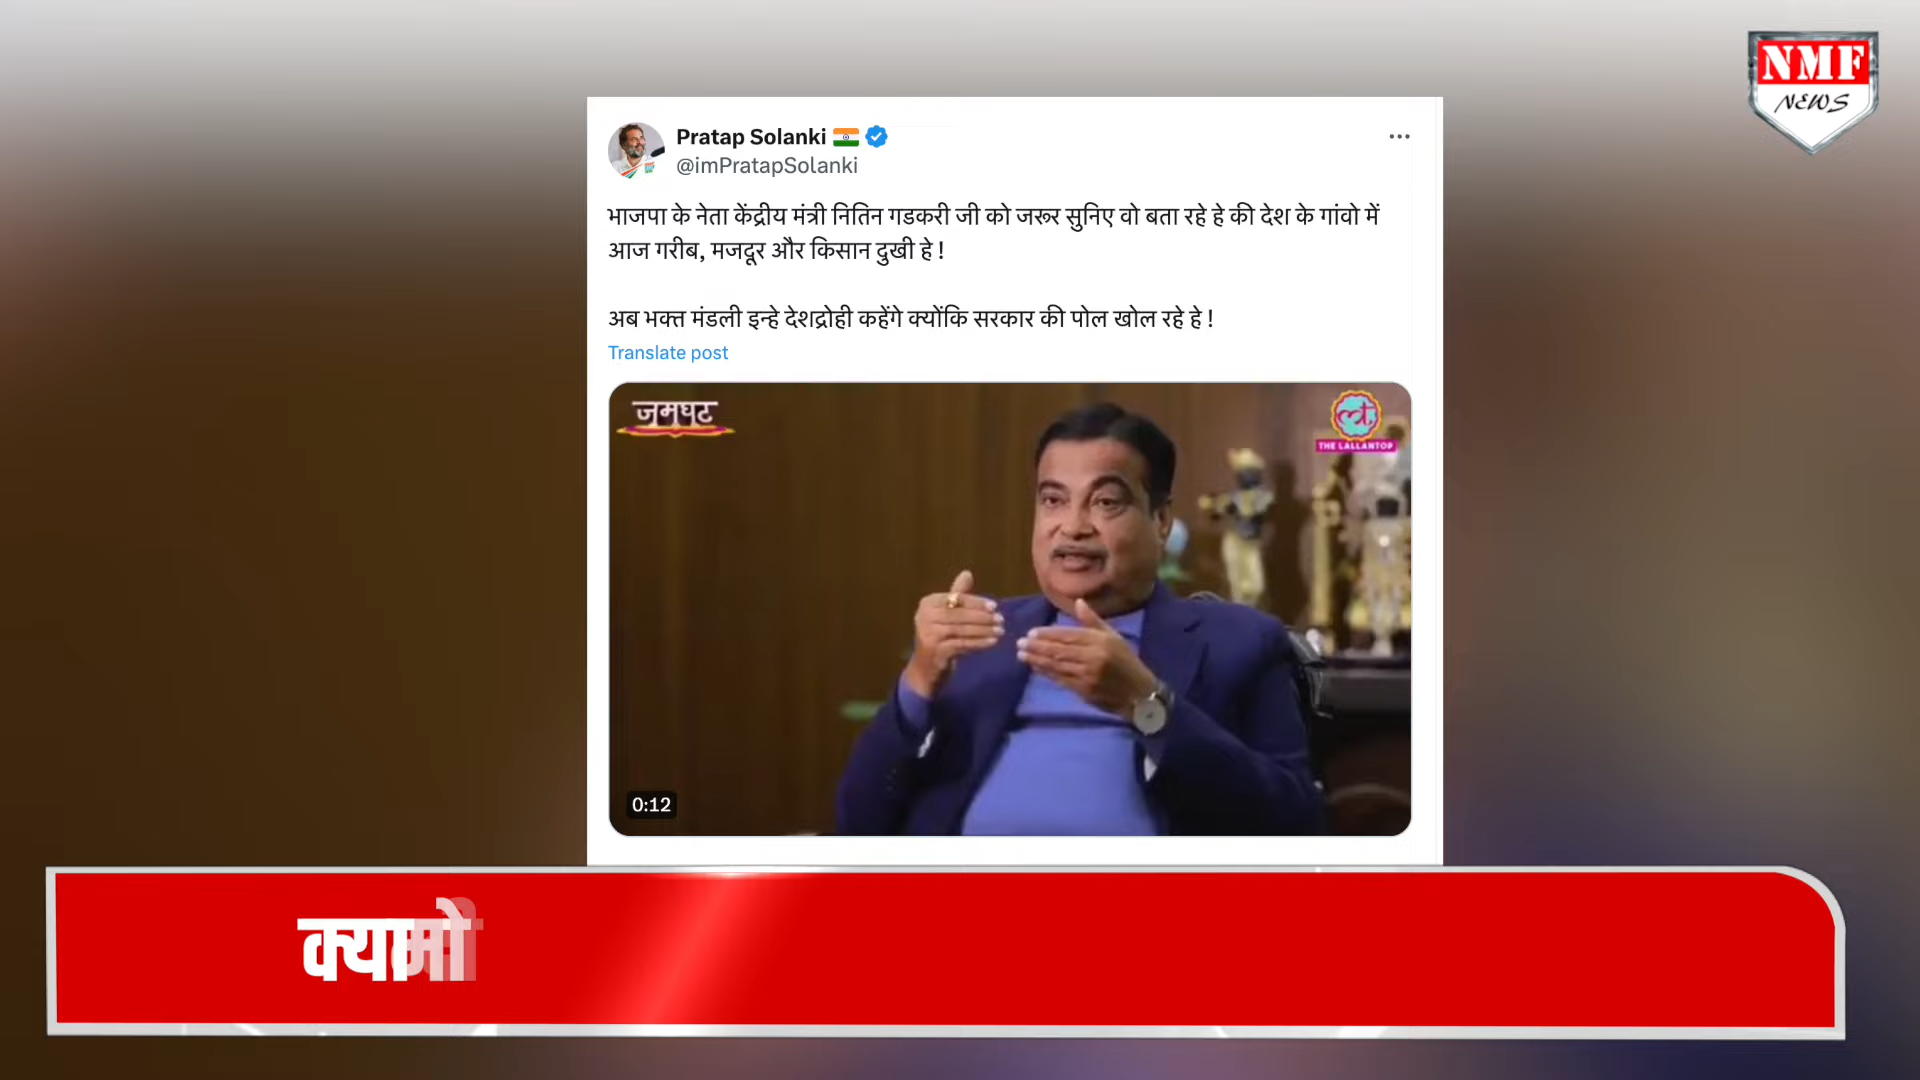 NMF
NEWS
Pratap Solanki
@imPratapSolanki
भाजपा के नेता केंद्रीय मंत्री नितिन गडकरी जी को जरूर सुनिए वो बता रहे हे की देश के गांवो में
आज गरीब, मजदूर और किसान दुखी हे !
अब भक्त मंडली इन्हे देशद्रोही कहेंगे क्योंकि सरकार की पोल खोल रहे हे !
Translate post
जमघट
THE LALLANTOP
0:12
क्या